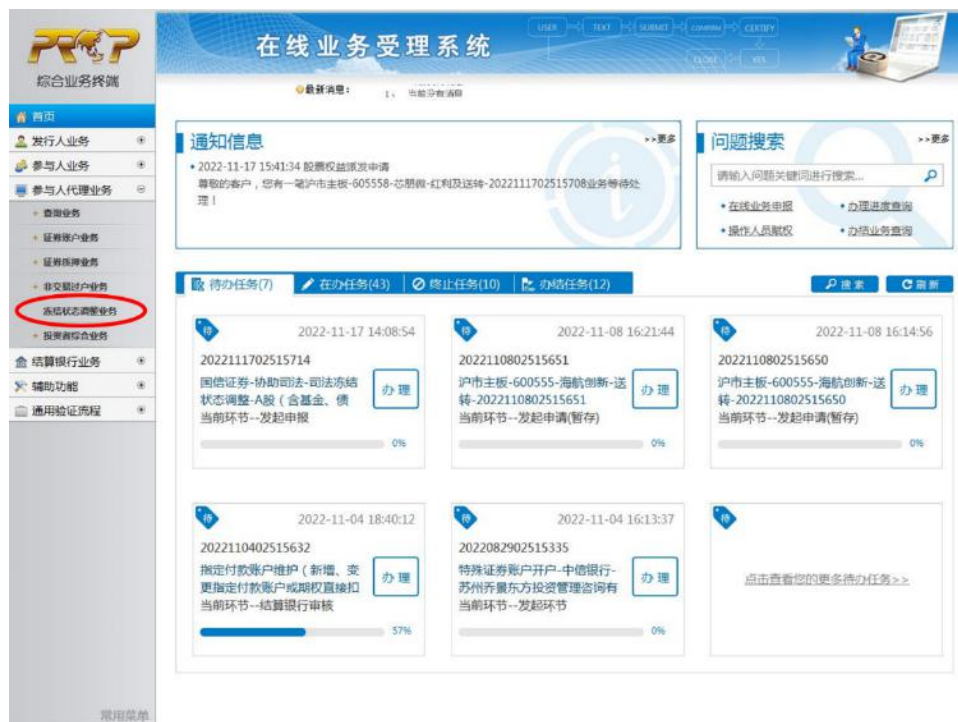 PROP
综合业务终端
在线业务受理系统
USER
TEXT
SUBMIT
CONFIRM
CERTIFY
CLOSE
YES
最新消息:
1、 当前没有消息
首页
发行人业务
参与人业务
参与人代理业务
查询业务
证券账户业务
证券质押业务
非交易过户业务
冻结状态调整业务
投资者综合业务
结算银行业务
辅助功能
通用验证流程
常用菜单
通知信息
>>更多
• 2022-11-17 15:41:34 股票权益派发申请
尊敬的客户,您有一笔沪市主板-605558-芯朋微-红利及送转-2022111702515708业务等待处
理!
问题搜索
>>更多
请输入问题关键词进行搜索...
• 在线业务申报
• 办理进度查询
• 操作人员赋权
• 办结业务查询
待办任务(7)
在办任务(43)
终止任务(10)
办结任务(12)
搜索
刷新
待
2022-11-17 14:08:54
2022111702515714
国信证券-协助司法-司法冻结
状态调整-A股(含基金、债
当前环节--发起申报
办理
0%
待
2022-11-08 16:21:44
2022110802515651
沪市主板-600555-海航创新-送
转-2022110802515651
当前环节--发起申请(暂存)
办理
0%
待
2022-11-08 16:14:56
2022110802515650
沪市主板-600555-海航创新-送
转-2022110802515650
当前环节--发起申请(暂存)
办理
0%
待
2022-11-04 18:40:12
2022110402515632
指定付款账户维护(新增、变
更指定付款账户或期权直接扣
当前环节--结算银行审核
办理
57%
待
2022-11-04 16:13:37
2022082902515335
特殊证券账户开户-中信银行-
苏州乔景东方投资管理咨询有
当前环节--发起环节
办理
0%
待
点击查看您的更多待办任务>>